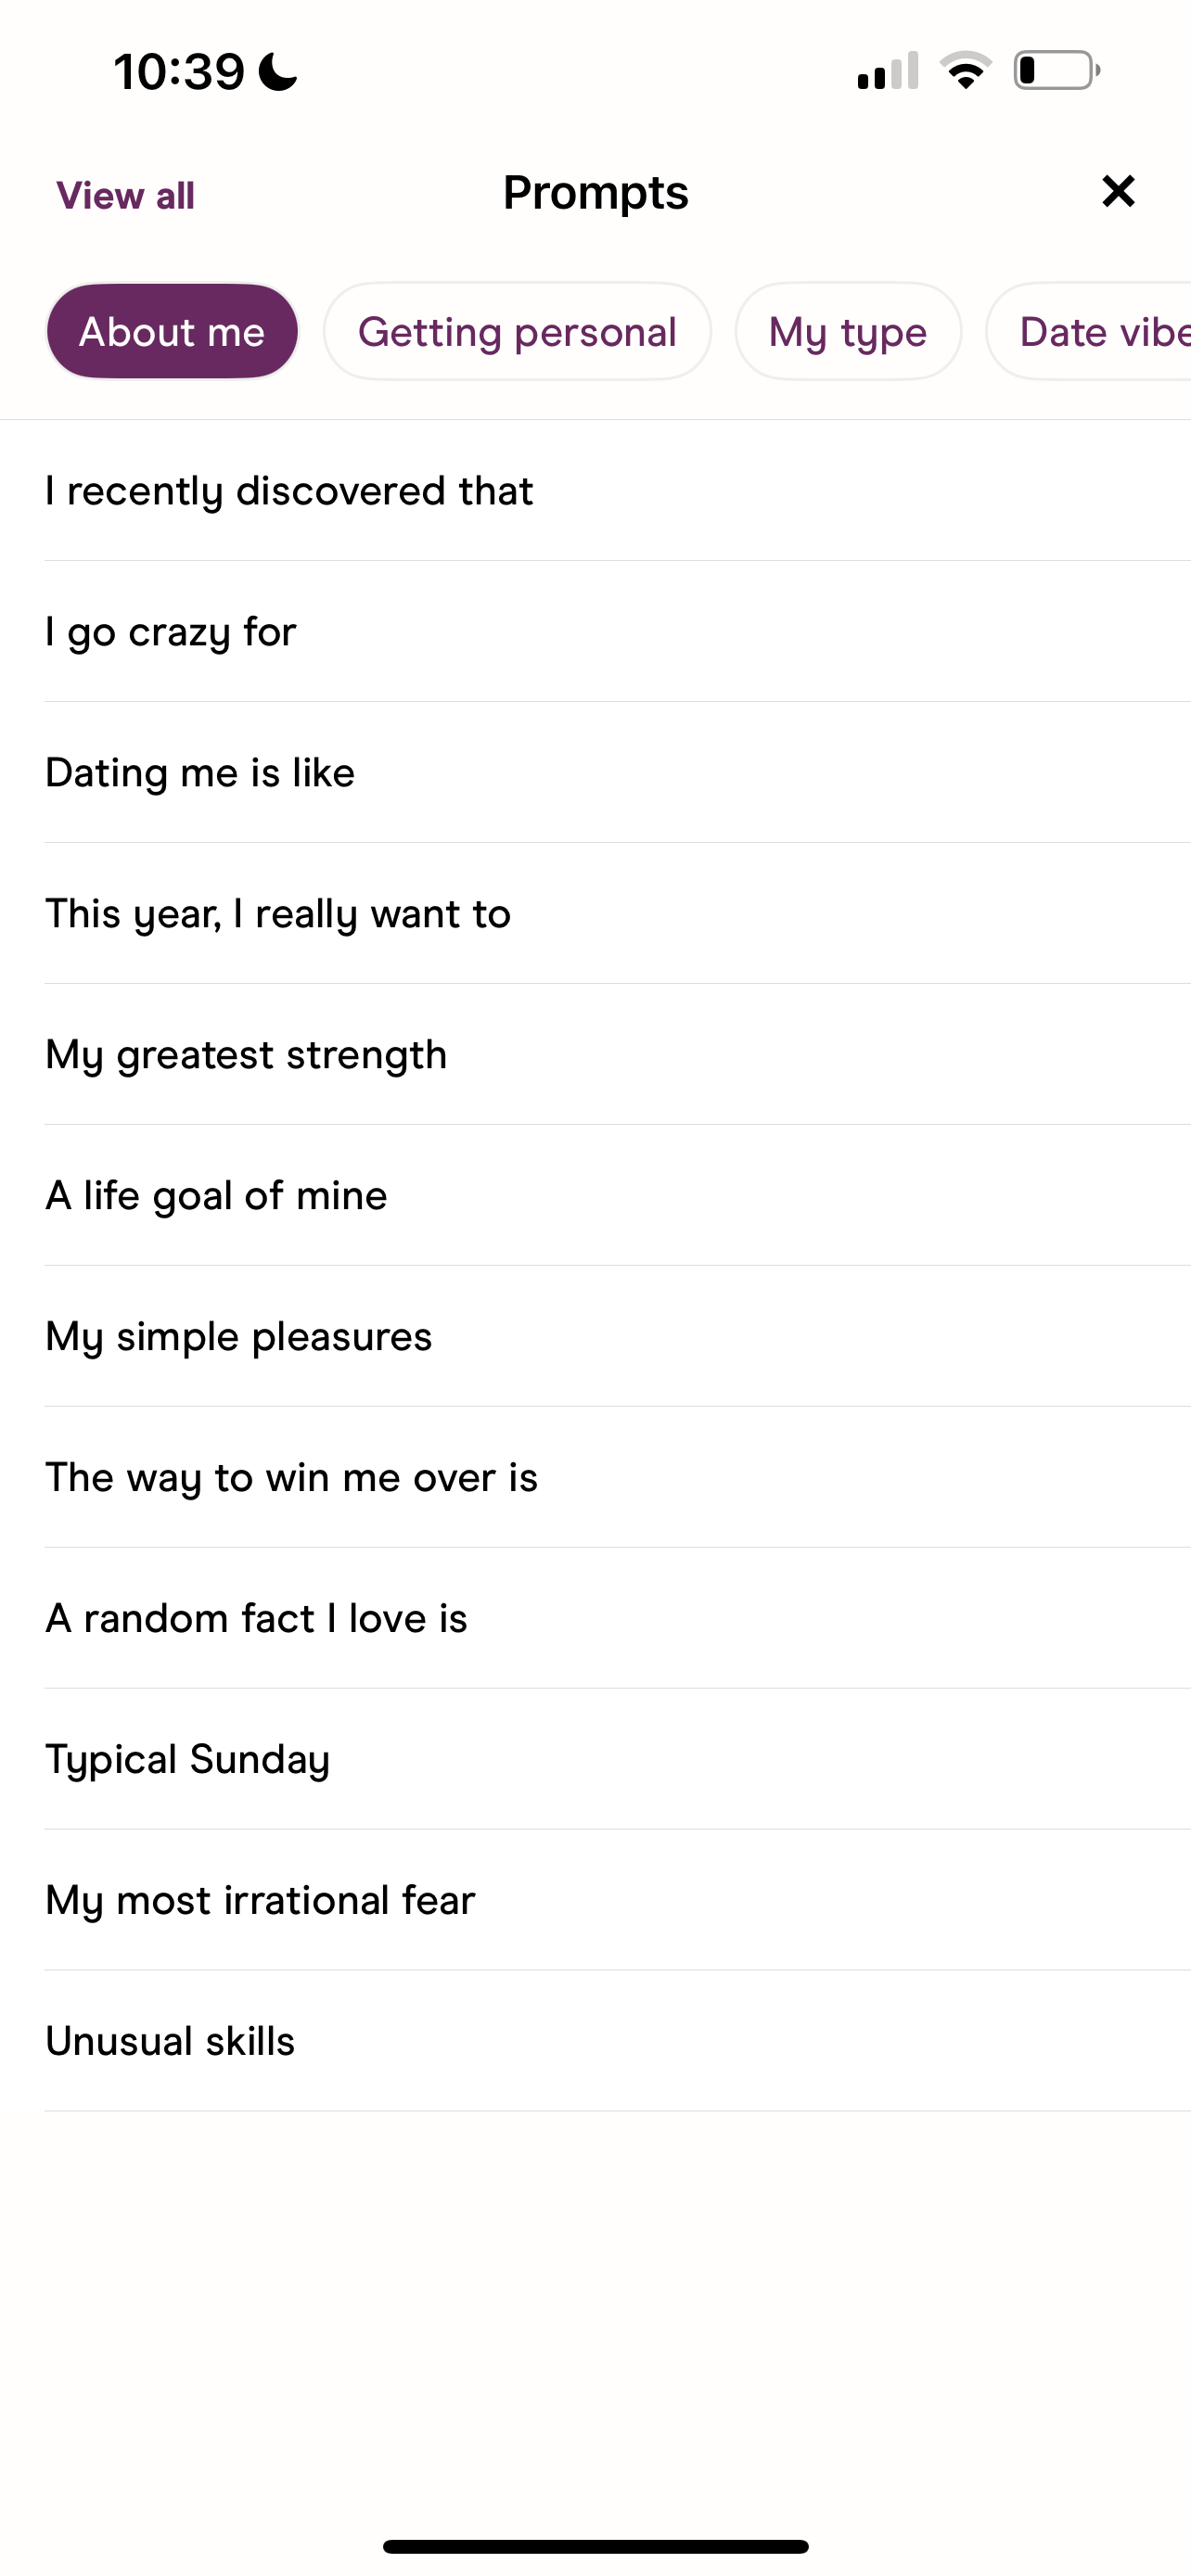 10:39
View all
Prompts
About me
Getting personal
My type
Date vibe
I recently discovered that
I go crazy for
Dating me is like
This year, I really want to
My greatest strength
A life goal of mine
My simple pleasures
The way to win me over is
A random fact I love is
Typical Sunday
My most irrational fear
Unusual skills